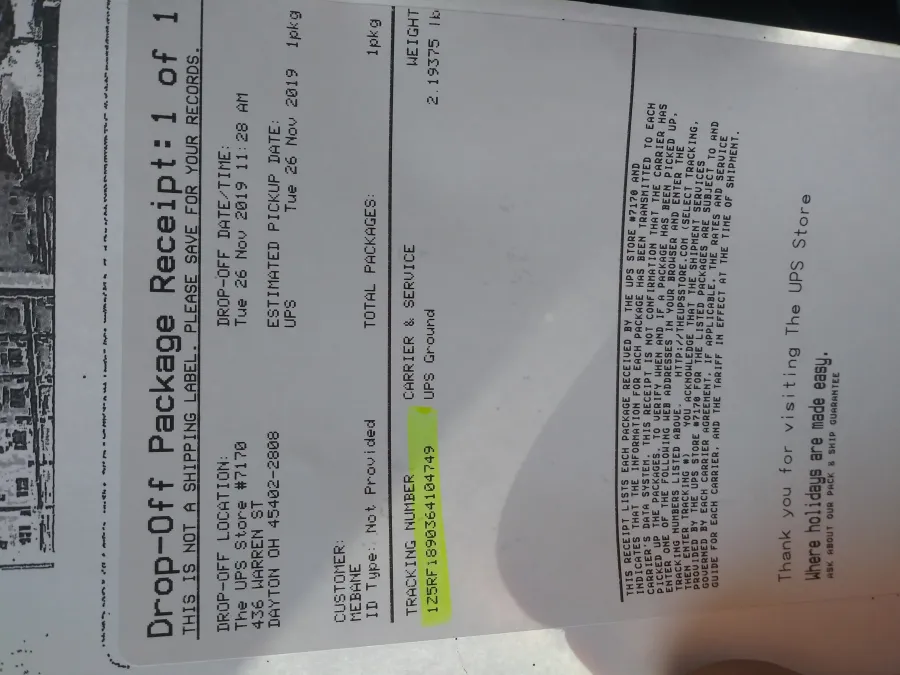 Drop-Off Package Receipt: 1 of 1
THIS IS NOT A SHIPPING LABEL. PLEASE SAVE FOR YOUR RECORDS.
DROP-OFF LOCATION:
The UPS Store #7170
436 WARREN ST
DAYTON OH 45402-2808
DROP-OFF DATE/TIME:
Tue 26 Nov 2019 11:28 AM
ESTIMATED PICKUP DATE:
UPS Tue 26 Nov 2019 1pkg
CUSTOMER:
MEBANE
ID Type: Not Provided
TOTAL PACKAGES: 1pkg
TRACKING NUMBER CARRIER & SERVICE WEIGHT
1Z5RF1890364104749 UPS Ground 2.19375 lb
THIS RECEIPT LISTS EACH PACKAGE RECEIVED BY THE UPS STORE #7170 AND
INDICATES THAT THE INFORMATION FOR EACH PACKAGE HAS BEEN TRANSMITTED TO EACH
CARRIER'S DATA SYSTEM. THIS RECEIPT IS NOT CONFIRMATION THAT THE CARRIER HAS
PICKED UP THE PACKAGES. TO VERIFY WHEN AND IF A PACKAGE HAS BEEN PICKED UP,
ENTER ONE OF THE FOLLOWING WEB ADDRESSES IN YOUR BROWSER AND ENTER THE
TRACKING NUMBERS LISTED ABOVE. HTTP://THEUPSSTORE.COM (SELECT TRACKING,
THEN ENTER TRACKING #) YOU ACKNOWLEDGE THAT THE SHIPMENT SERVICES
PROVIDED BY THE UPS STORE #7170 FOR THE LISTED PACKAGES ARE SUBJECT TO AND
GOVERNED BY EACH CARRIER AGREEMENT, IF APPLICABLE, THE RATES AND SERVICE
GUIDE FOR EACH CARRIER, AND THE TARIFF IN EFFECT AT THE TIME OF SHIPMENT.
Thank you for visiting The UPS Store
Where holidays are made easy.
ASK ABOUT OUR PACK & SHIP GUARANTEE